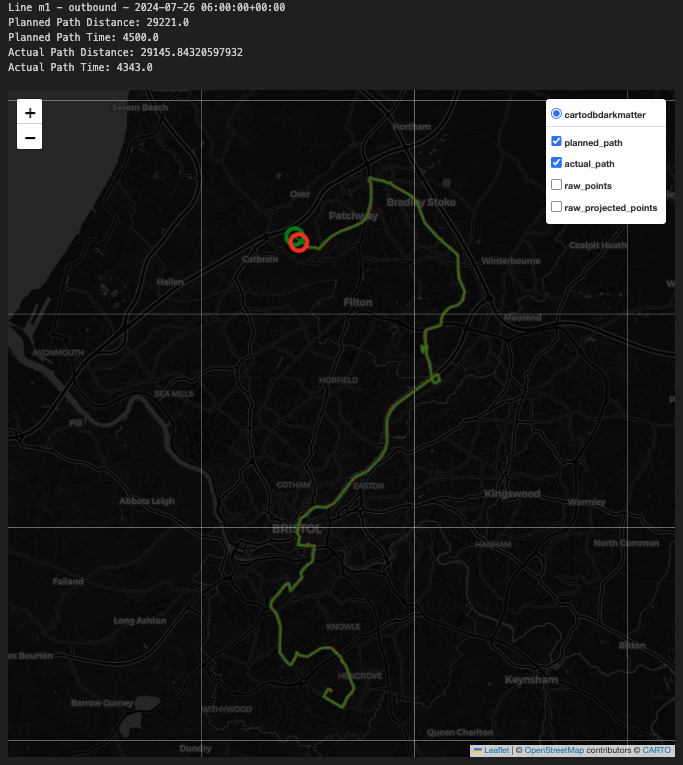 Line m1 – outbound – 2024-07-26 06:00:00+00:00
Planned Path Distance: 29221.0
Planned Path Time: 4500.0
Actual Path Distance: 29145.84320597932
Actual Path Time: 4343.0
+
−
cartodbdarkmatter
planned_path
actual_path
raw_points
raw_projected_points
Severn Beach
Hortham
Over
Bradley Stoke
Patchway
Coalpit Heath
Catbrain
Winterbourne
Hallen
Filton
Moorend
AVONMOUTH
HORFIELD
SEA MILLS
Pill
COTHAM
EASTON
Kingswood
Abbots Leigh
Warmley
BRISTOL
HANHAM
North Common
Failand
Long Ashton
KNOWLE
Bitton
ax Bourton
HENGROVE
Keynsham
Barrow Gurney
WITHYWOOD
Queen Charlton
Dundry
Leaflet | © OpenStreetMap contributors © CARTO